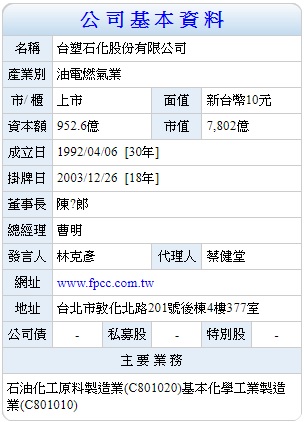 公司基本資料
名稱 台塑石化股份有限公司
產業別 油電燃氣業
市/櫃 上市 面值 新台幣10元
資本額 952.6億 市值 7,802億
成立日 1992/04/06 [30年]
掛牌日 2003/12/26 [18年]
董事長 陳?郎
總經理 曹明
發言人 林克彥 代理人 蔡健堂
網址 www.fpcc.com.tw
地址 台北市敦化北路201號後棟4樓377室
公司債 - 私募股 - 特別股 -
主要業務
石油化工原料製造業(C801020)基本化學工業製造
業(C801010)